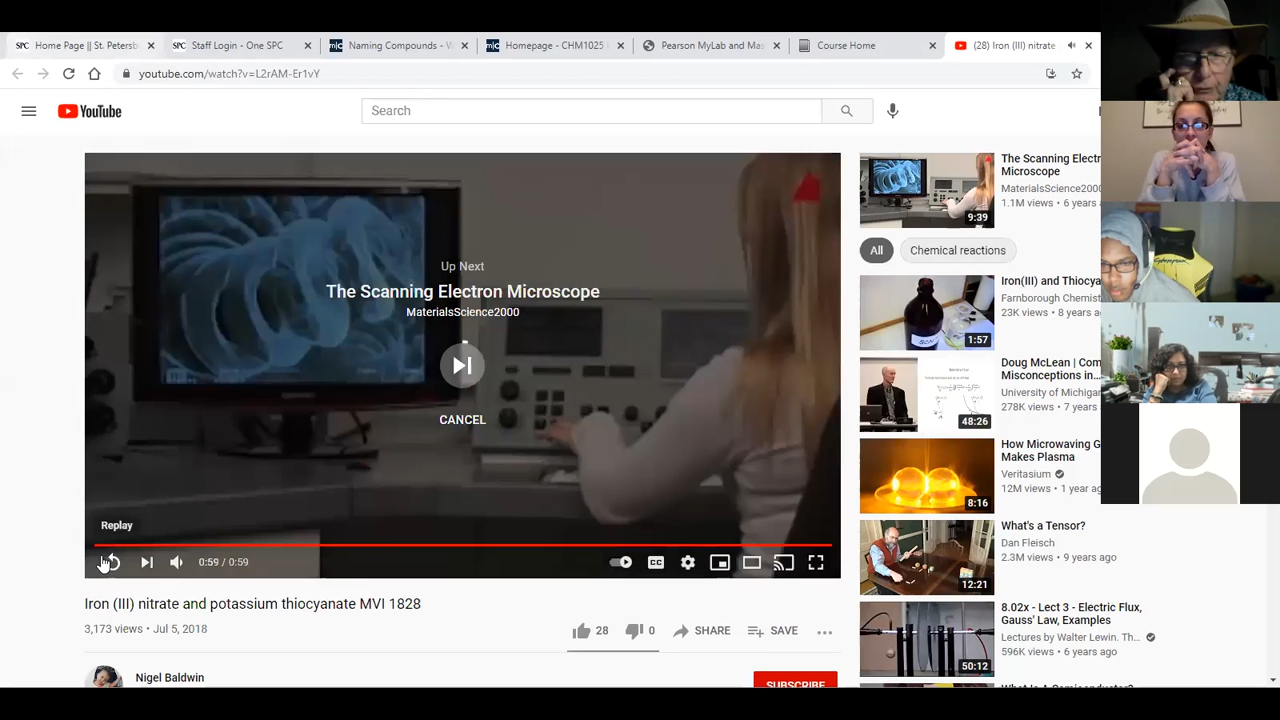 Home Page || St. Petersb
Staff Login - One SPC
Naming Compounds - W
Homepage - CHM1025
Pearson MyLab and Mas
Course Home
(28) Iron (III) nitrate
youtube.com/watch?v=L2rAM-Er1vY
YouTube
Search
Up Next
The Scanning Electron Microscope
MaterialsScience2000
CANCEL
Replay
0:59 / 0:59
Iron (III) nitrate and potassium thiocyanate MVI 1828
3,173 views • Jul 5, 2018
28
0
SHARE
SAVE
Nigel Baldwin
SUBSCRIBE
The Scanning Electr
Microscope
MaterialsScience2000
1.1M views • 6 years a
9:39
All
Chemical reactions
Iron(III) and Thiocya
Farnborough Chemist
23K views • 8 years a
1:57
Doug McLean | Com
Misconceptions in...
University of Michigan
278K views • 7 years
48:26
How Microwaving G
Makes Plasma
Veritasium
12M views • 1 year ag
8:16
What's a Tensor?
Dan Fleisch
2.3M views • 9 years ago
12:21
8.02x - Lect 3 - Electric Flux,
Gauss' Law, Examples
Lectures by Walter Lewin. Th...
596K views • 6 years ago
50:12